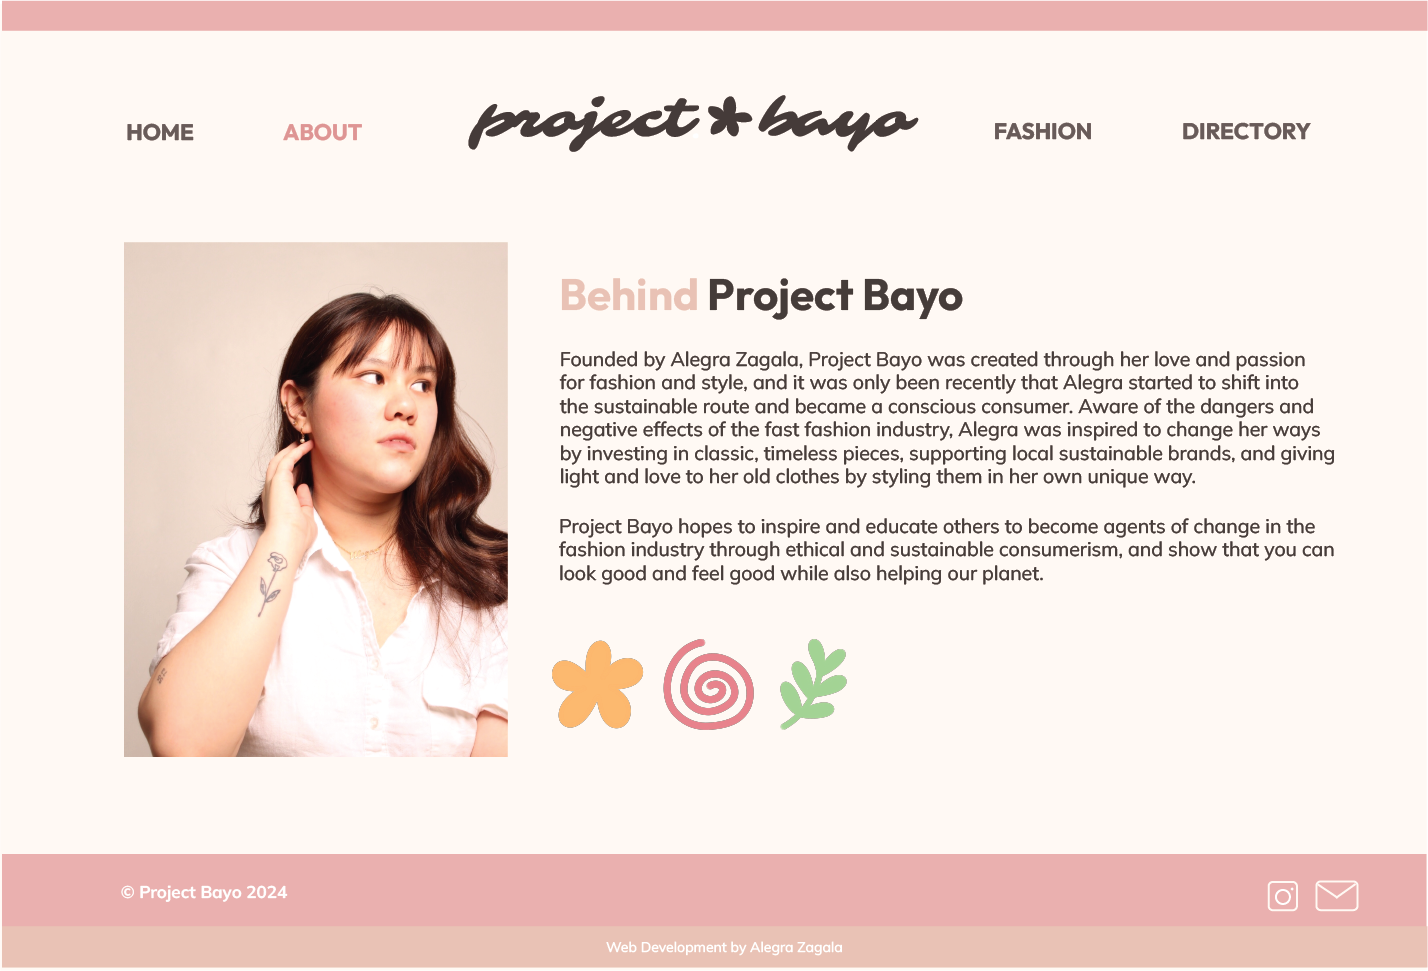 HOME
ABOUT
project bayo
FASHION
DIRECTORY
Behind Project Bayo
Founded by Alegra Zagala, Project Bayo was created through her love and passion
for fashion and style, and it was only been recently that Alegra started to shift into
the sustainable route and became a conscious consumer. Aware of the dangers and
negative effects of the fast fashion industry, Alegra was inspired to change her ways
by investing in classic, timeless pieces, supporting local sustainable brands, and giving
light and love to her old clothes by styling them in her own unique way.
Project Bayo hopes to inspire and educate others to become agents of change in the
fashion industry through ethical and sustainable consumerism, and show that you can
look good and feel good while also helping our planet.
© Project Bayo 2024
Web Development by Alegra Zagala